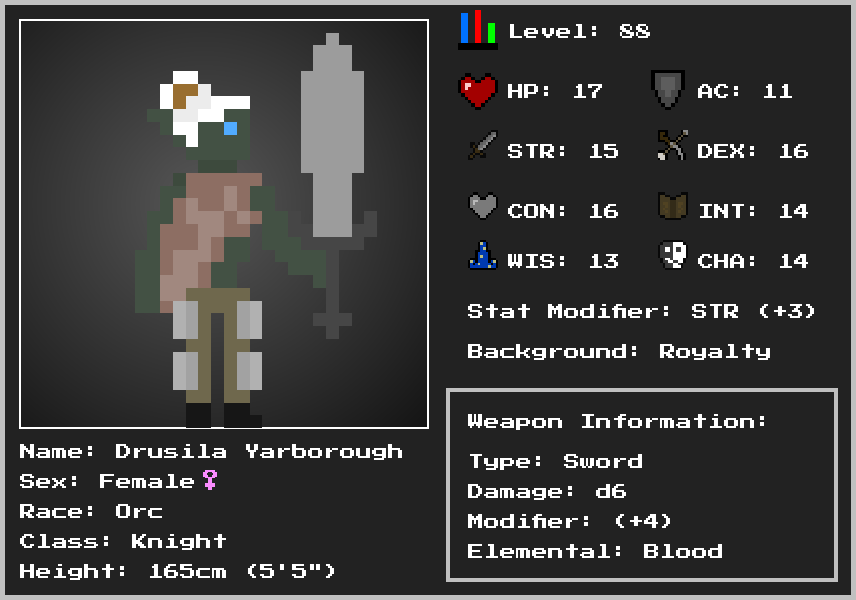 Level: 88
HP: 17
AC: 11
STR: 15
DEX: 16
CON: 16
INT: 14
WIS: 13
CHA: 14
Stat Modifier: STR (+3)
Background: Royalty
Weapon Information:
Type: Sword
Damage: d6
Modifier: (+4)
Elemental: Blood
Name: Drusila Yarborough
Sex: Female♀
Race: Orc
Class: Knight
Height: 165cm (5'5")